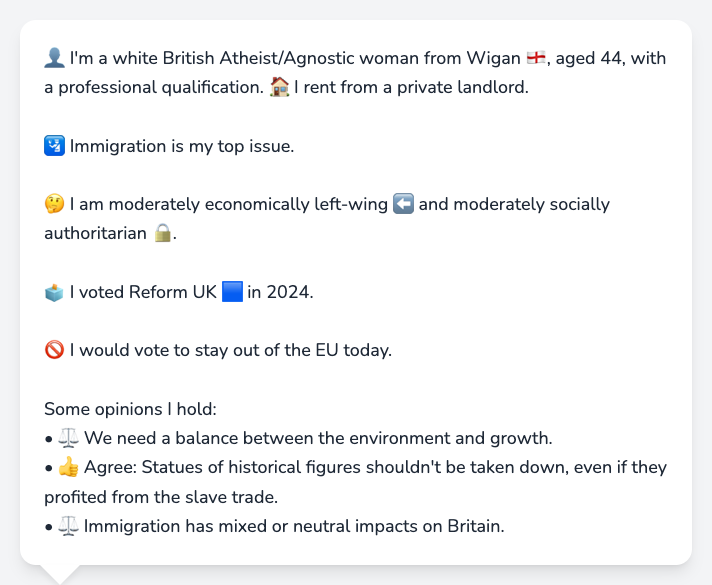 👤 I'm a white British Atheist/Agnostic woman from Wigan 🏴󠁧󠁢󠁥󠁮󠁧󠁿, aged 44, with
a professional qualification. 🏠 I rent from a private landlord.
🛂 Immigration is my top issue.
🤔 I am moderately economically left-wing ⬅️ and moderately socially
authoritarian 🔒.
🗳️ I voted Reform UK 🟦 in 2024.
🚫 I would vote to stay out of the EU today.
Some opinions I hold:
• ⚖️ We need a balance between the environment and growth.
• 👍 Agree: Statues of historical figures shouldn't be taken down, even if they
profited from the slave trade.
• ⚖️ Immigration has mixed or neutral impacts on Britain.